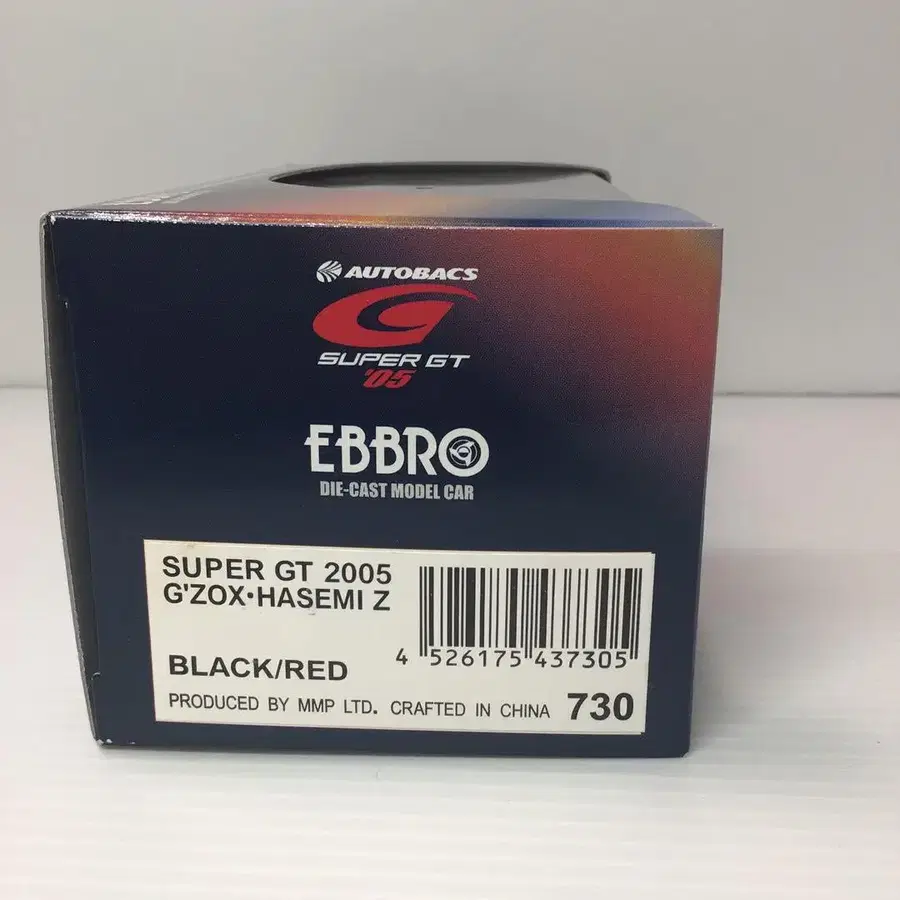 AUTOBACS
SUPER GT
'05
EBBRO
DIE-CAST MODEL CAR
SUPER GT 2005
G'ZOX•HASEMI Z
BLACK/RED
4 526175 437305
PRODUCED BY MMP LTD. CRAFTED IN CHINA 730